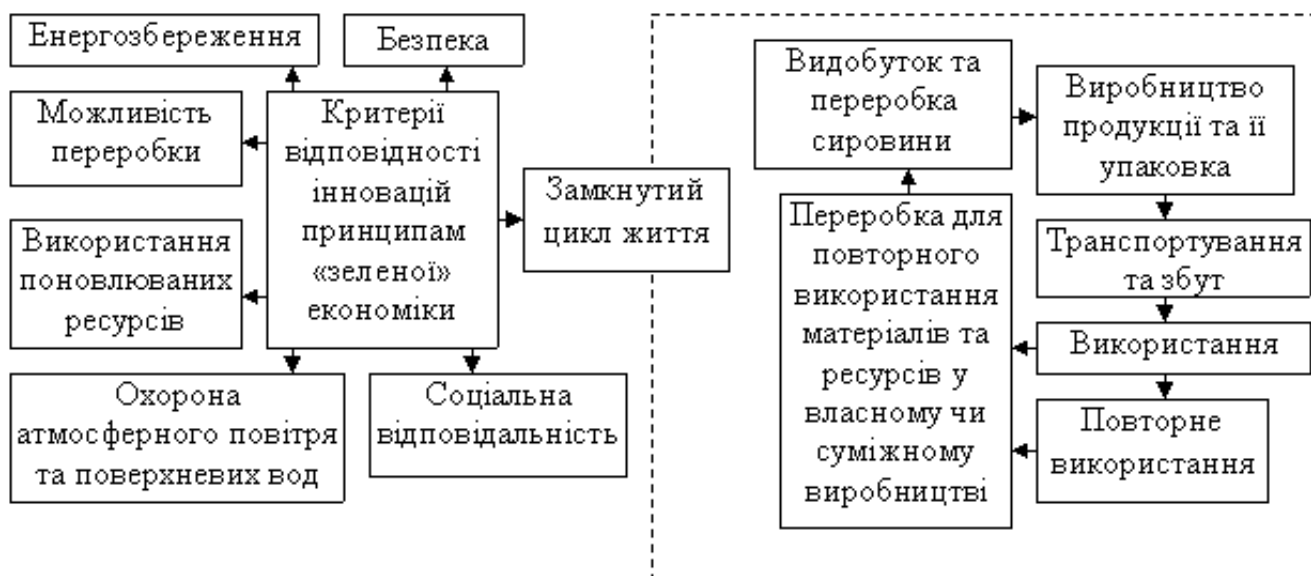 Енергозбереження
Безпека
Можливість
переробки
Критерії
відповідності
інновацій
принципам
«зеленої»
економіки
Використання
поновлюваних
ресурсів
Охорона
атмосферного повітря
та поверхневих вод
Соціальна
відповідальність
Замкнутий
цикл життя
Видобуток та
переробка
сировини
Виробництво
продукції та її
упаковка
Транспортування
та збут
Використання
Повторне
використання
Переробка для
повторного
використання
матеріалів та
ресурсів у
власному чи
суміжному
виробництві